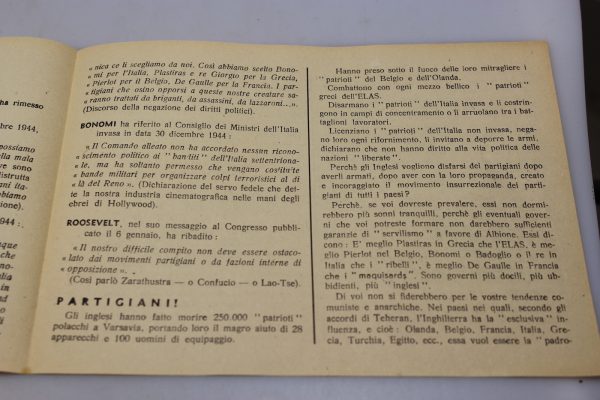 ha rimesso
bre 1944,
possiamo
lla mala
ve sono
distrutta
ani ita-
abbiamo
zione).
944 :
nica ce li scegliamo da noi. Così abbiamo scelto Bono-
« mi per l'Italia, Plastiras e re Giorgio per la Grecia,
« Pierlot per il Belgio, De Gaulle per la Francia. I par-
« tigiani che osino opporsi a queste nostre creature sa-
« ranno trattati da briganti, da assassini, da lazzaroni...».
(Discorso della negazione dei diritti politici).
BONOMI ha riferito al Consiglio dei Ministri dell'Italia
invasa in data 30 dicembre 1944 :
« Il Comando alleato non ha accordato nessun ricono-
« scimento politico ai "banditi" dell'Italia settentriona-
« le, ma ha soltanto permesso che vengano costituite
« bande militari per organizzare colpi terroristici al di
« là del Reno ». (Dichiarazione del servo fedele che det-
te la nostra industria cinematografica nelle mani degli
ebrei di Hollywood).
ROOSEVELT, nel suo messaggio al Congresso pubbli-
cato il 6 gennaio, ha ribadito :
« Il nostro difficile compito non deve essere ostaco-
« lato dai movimenti partigiani o da fazioni interne di
« opposizione ».
(Così parlò Zarathustra — o Confucio — o Lao-Tse).
PARTIGIANI!
Gli inglesi hanno fatto morire 250.000 "patrioti"
polacchi a Varsavia, portando loro il magro aiuto di 28
apparecchi e 100 uomini di equipaggio.
Hanno preso sotto il fuoco delle loro mitragliere i
"patrioti" del Belgio e dell'Olanda.
Combattono con ogni mezzo bellico i "patrioti"
greci dell'ELAS.
Disarmano i "patrioti" dell'Italia invasa e li costrin-
gono in campi di concentramento o li arruolano tra i bat-
taglioni lavoratori.
Licenziano i "patrioti" dell'Italia non invasa, nega-
no loro ogni rifornimento, li invitano a deporre le armi,
dichiarano che non hanno diritto alla vita politica delle
nazioni "liberate".
Perchè gli Inglesi vogliono disfarsi dei partigiani dopo
averli armati, dopo aver con la loro propaganda, creato
e incoraggiato il movimento insurrezionale dei parti-
giani di tutti i paesi?
Perchè, se voi doveste prevalere, essi non dormi-
rebbero più sonni tranquilli, perchè gli eventuali gover-
ni che voi potreste formare non darebbero sufficienti
garanzie di "servilismo" a favore di Albione. Essi di-
cono : E' meglio Plastiras in Grecia che l'ELAS, è me-
glio Pierlot nel Belgio, Bonomi o Badoglio o il re in
Italia che i "ribelli", è meglio De Gaulle in Francia
che i "maquisards". Sono governi più docili, più ub-
bidienti, più "inglesi".
Di voi non si fiderebbero per le vostre tendenze co-
muniste e anarchiche. Nei paesi nei quali, secondo gli
accordi di Teheran, l'Inghilterra ha la "esclusiva" in-
fluenza, e cioè : Olanda, Belgio, Francia, Italia, Gre-
cia, Turchia, Egitto, ecc., essa vuol essere la "padro-